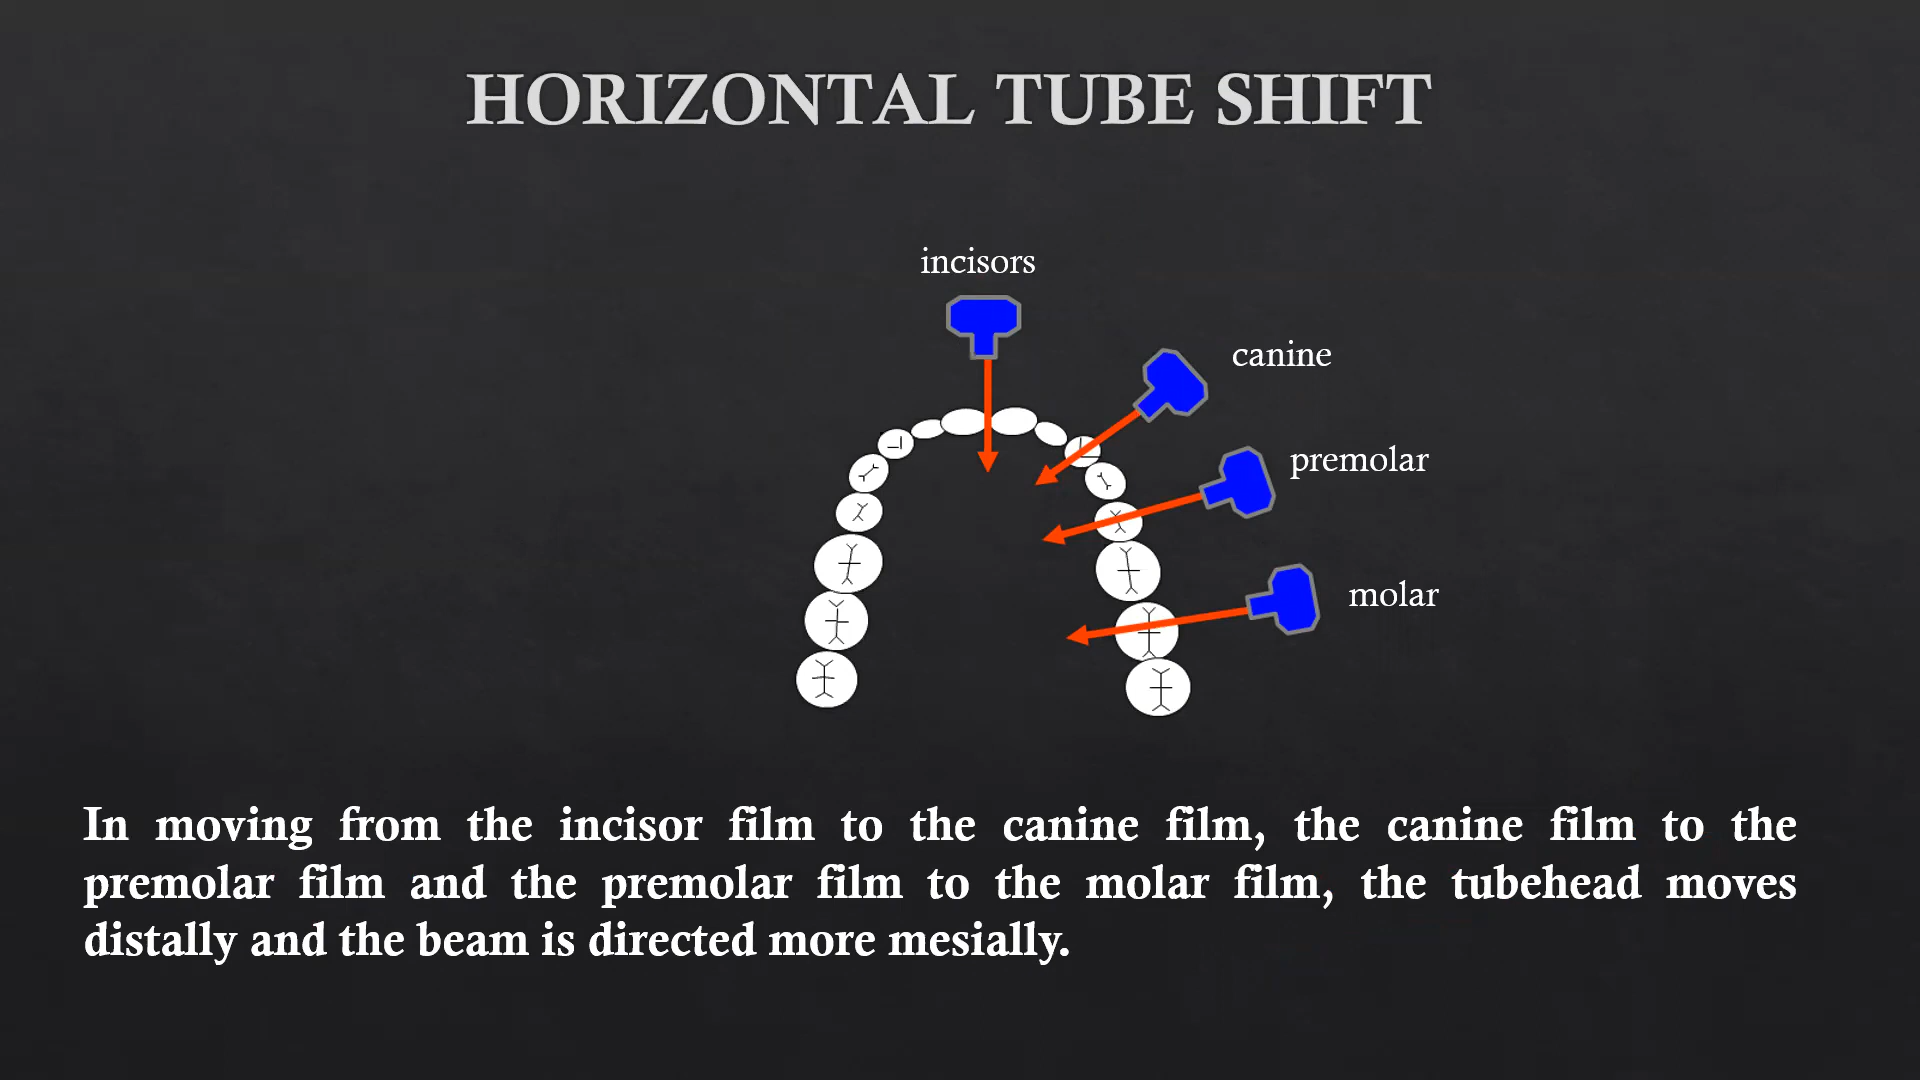 HORIZONTAL TUBE SHIFT
incisors
canine
premolar
molar
In moving from the incisor film to the canine film, the canine film to the
premolar film and the premolar film to the molar film, the tubehead moves
distally and the beam is directed more mesially.